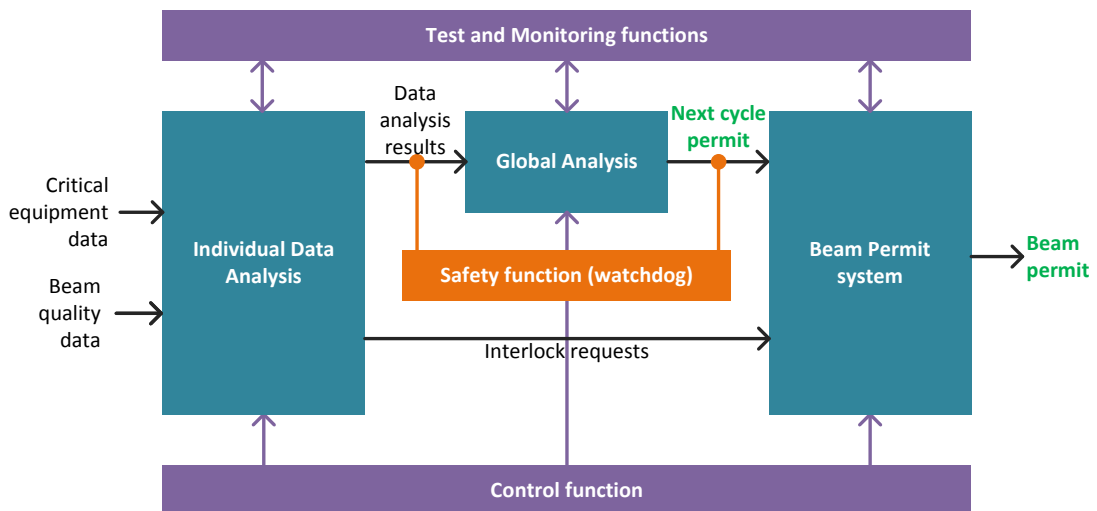 Test and Monitoring functions
Data
analysis
results
Next cycle
permit
Global Analysis
Critical
equipment
data
Individual Data
Analysis
Beam Permit
system
Beam
permit
Safety function (watchdog)
Beam
quality
data
Interlock requests
Control function